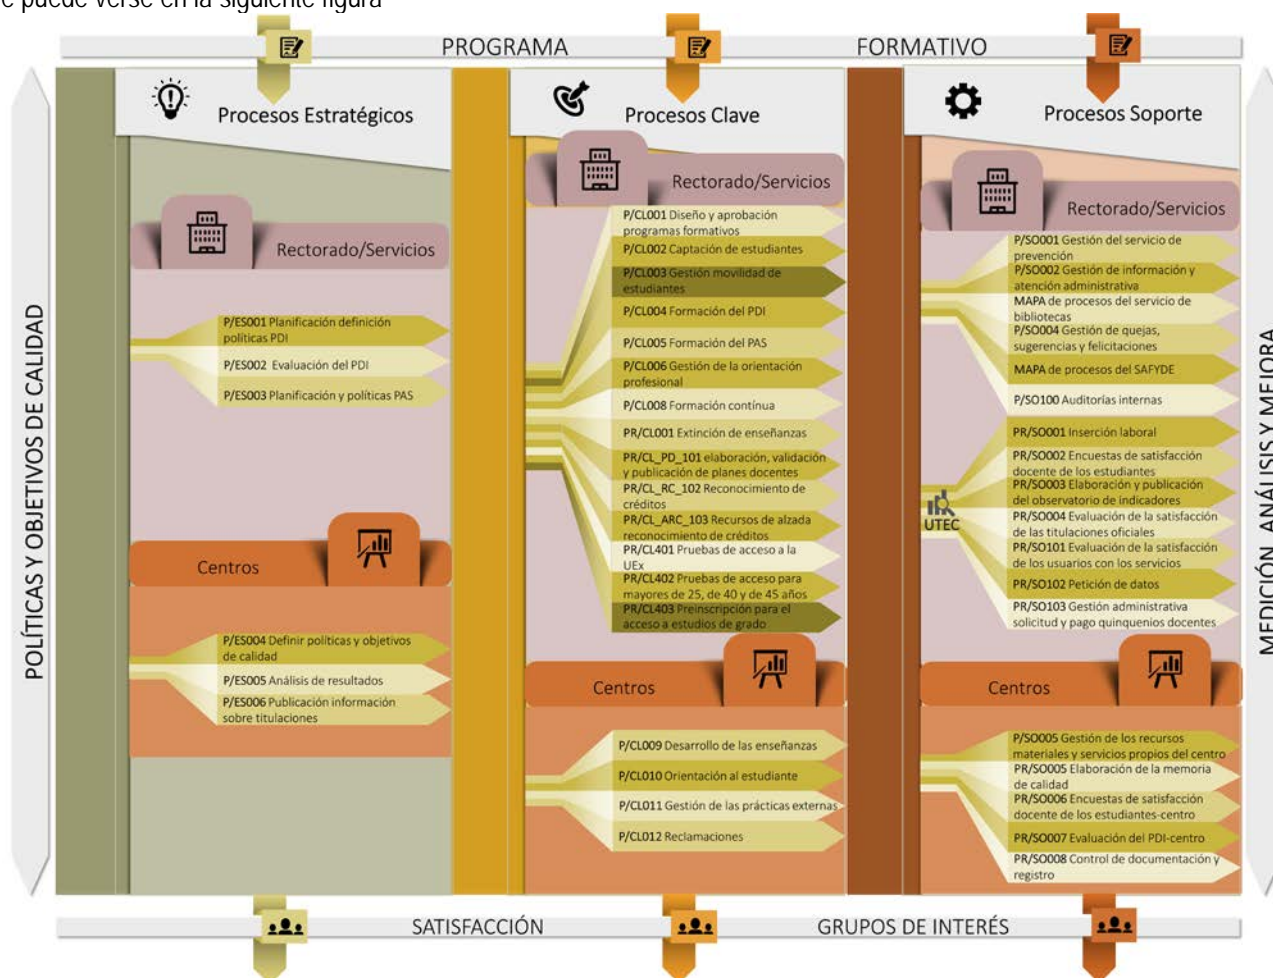 e puede verse en la siguiente figura
PROGRAMA
FORMATIVO
POLÍTICAS Y OBJETIVOS DE CALIDAD
Procesos Estratégicos
Rectorado/Servicios
P/ES001 Planificación definición
políticas PDI
P/ES002 Evaluación del PDI
P/ES003 Planificación y políticas PAS
Centros
P/ES004 Definir políticas y objetivos
de calidad
P/ES005 Análisis de resultados
P/ES006 Publicación información
sobre titulaciones
Procesos Clave
Rectorado/Servicios
P/CL001 Diseño y aprobación
programas formativos
P/CL002 Captación de estudiantes
P/CL003 Gestión movilidad de
estudiantes
P/CL004 Formación del PDI
P/CL005 Formación del PAS
P/CL006 Gestión de la orientación
profesional
P/CL008 Formación contínua
PR/CL001 Extinción de enseñanzas
PR/CL_PD_101 elaboración, validación
y publicación de planes docentes
PR/CL_RC_102 Reconocimiento de
créditos
PR/CL_ARC_103 Recursos de alzada
reconocimiento de créditos
PR/CL401 Pruebas de acceso a la
UEx
PR/CL402 Pruebas de acceso para
mayores de 25, de 40 y de 45 años
PR/CL403 Preinscripción para el
acceso a estudios de grado
Centros
P/CL009 Desarrollo de las enseñanzas
P/CL010 Orientación al estudiante
P/CL011 Gestión de las prácticas externas
P/CL012 Reclamaciones
Procesos Soporte
Rectorado/Servicios
P/SO001 Gestión del servicio de
prevención
P/SO002 Gestión de información y
atención administrativa
MAPA de procesos del servicio de
bibliotecas
P/SO004 Gestión de quejas,
sugerencias y felicitaciones
MAPA de procesos del SAFYDE
P/SO100 Auditorías internas
UTEC
PR/SO001 Inserción laboral
PR/SO002 Encuestas de satisfacción
docente de los estudiantes
PR/SO003 Elaboración y publicación
del observatorio de indicadores
PR/SO004 Evaluación de la satisfacción
de las titulaciones oficiales
PR/SO101 Evaluación de la satisfacción
de los usuarios con los servicios
PR/SO102 Petición de datos
PR/SO103 Gestión administrativa
solicitud y pago quinquenios docentes
Centros
P/SO005 Gestión de los recursos
materiales y servicios propios del centro
PR/SO005 Elaboración de la memoria
de calidad
PR/SO006 Encuestas de satisfacción
docente de los estudiantes-centro
PR/SO007 Evaluación del PDI-centro
PR/SO008 Control de documentación y
registro
MEDICIÓN, ANÁLISIS Y MEJORA
SATISFACCIÓN
GRUPOS DE INTERÉS